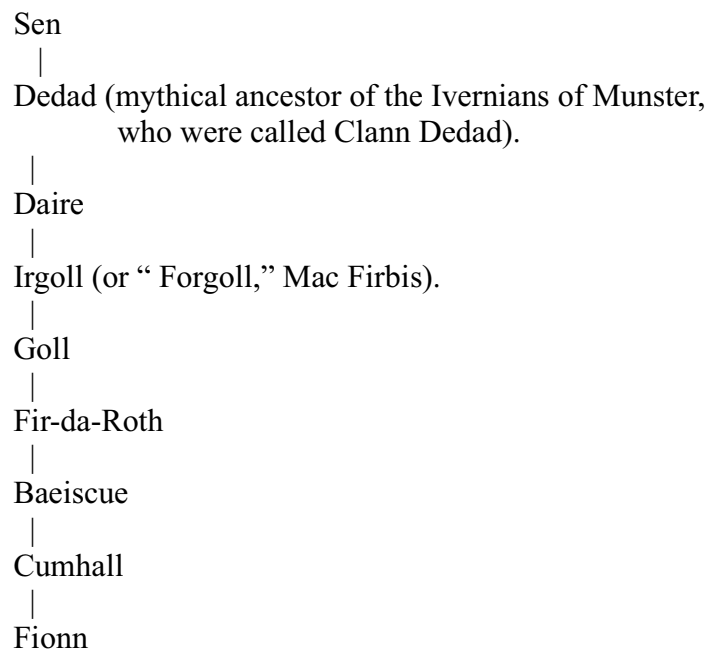 Sen
|
Dedad (mythical ancestor of the Ivernians of Munster,
who were called Clann Dedad).
|
Daire
|
Irgoll (or “ Forgoll,” Mac Firbis).
|
Goll
|
Fir-da-Roth
|
Baeiscue
|
Cumhall
|
Fionn